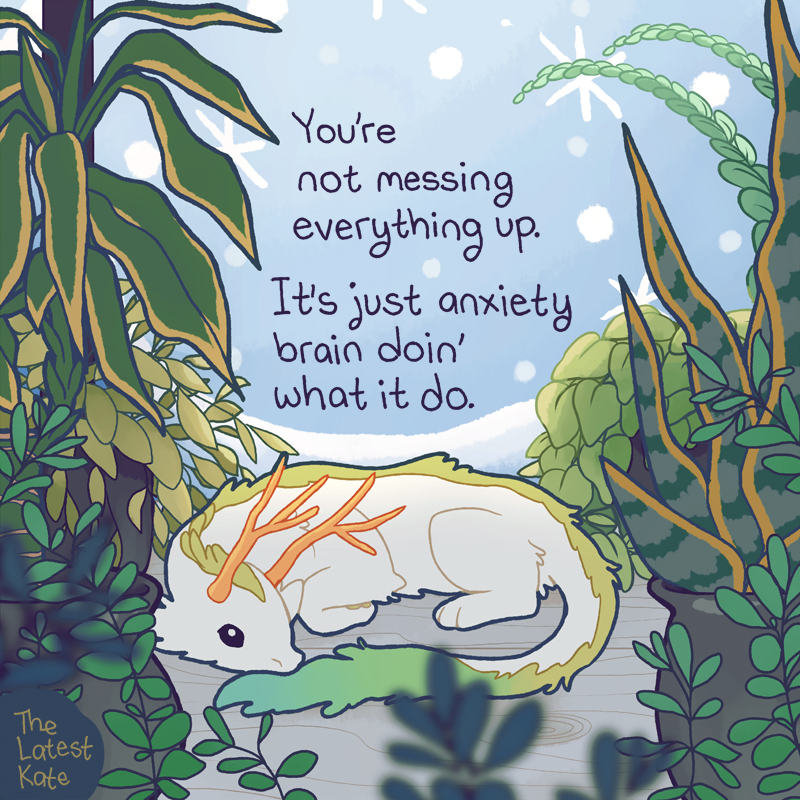 You're
not messing
everything up.
It's just anxiety
brain doin'
what it do.
The
Latest
Kate